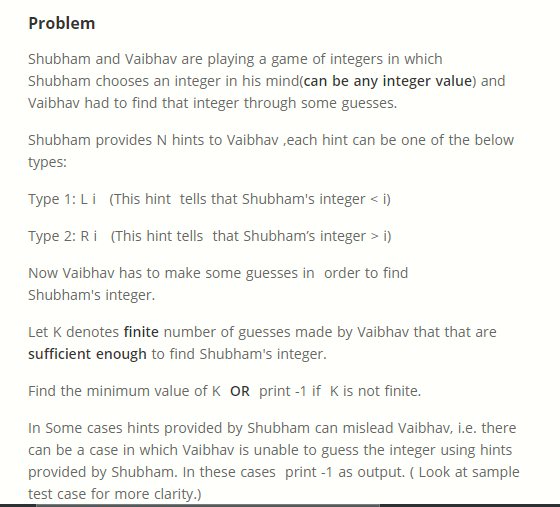 Problem
Shubham and Vaibhav are playing a game of integers in which
Shubham chooses an integer in his mind(can be any integer value) and
Vaibhav had to find that integer through some guesses.
Shubham provides N hints to Vaibhav ,each hint can be one of the below
types:
Type 1: L i (This hint tells that Shubham's integer < i)
Type 2: R i (This hint tells that Shubham’s integer > i)
Now Vaibhav has to make some guesses in order to find
Shubham's integer.
Let K denotes finite number of guesses made by Vaibhav that that are
sufficient enough to find Shubham's integer.
Find the minimum value of K OR print -1 if K is not finite.
In Some cases hints provided by Shubham can mislead Vaibhav, i.e. there
can be a case in which Vaibhav is unable to guess the integer using hints
provided by Shubham. In these cases print -1 as output. ( Look at sample
test case for more clarity.)